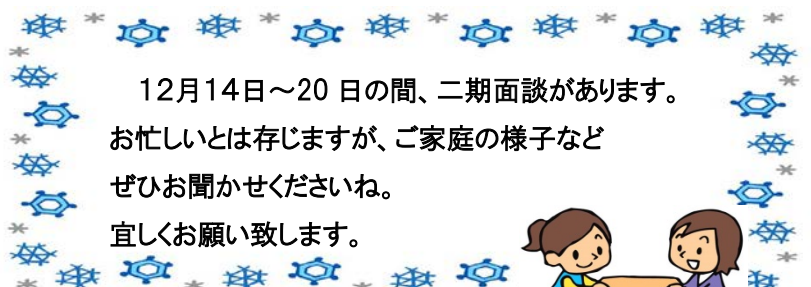 12月14日～20 日の間、二期面談があります。
お忙しいとは存じますが、ご家庭の様子など
ぜひお聞かせくださいね。
宜しくお願い致します。